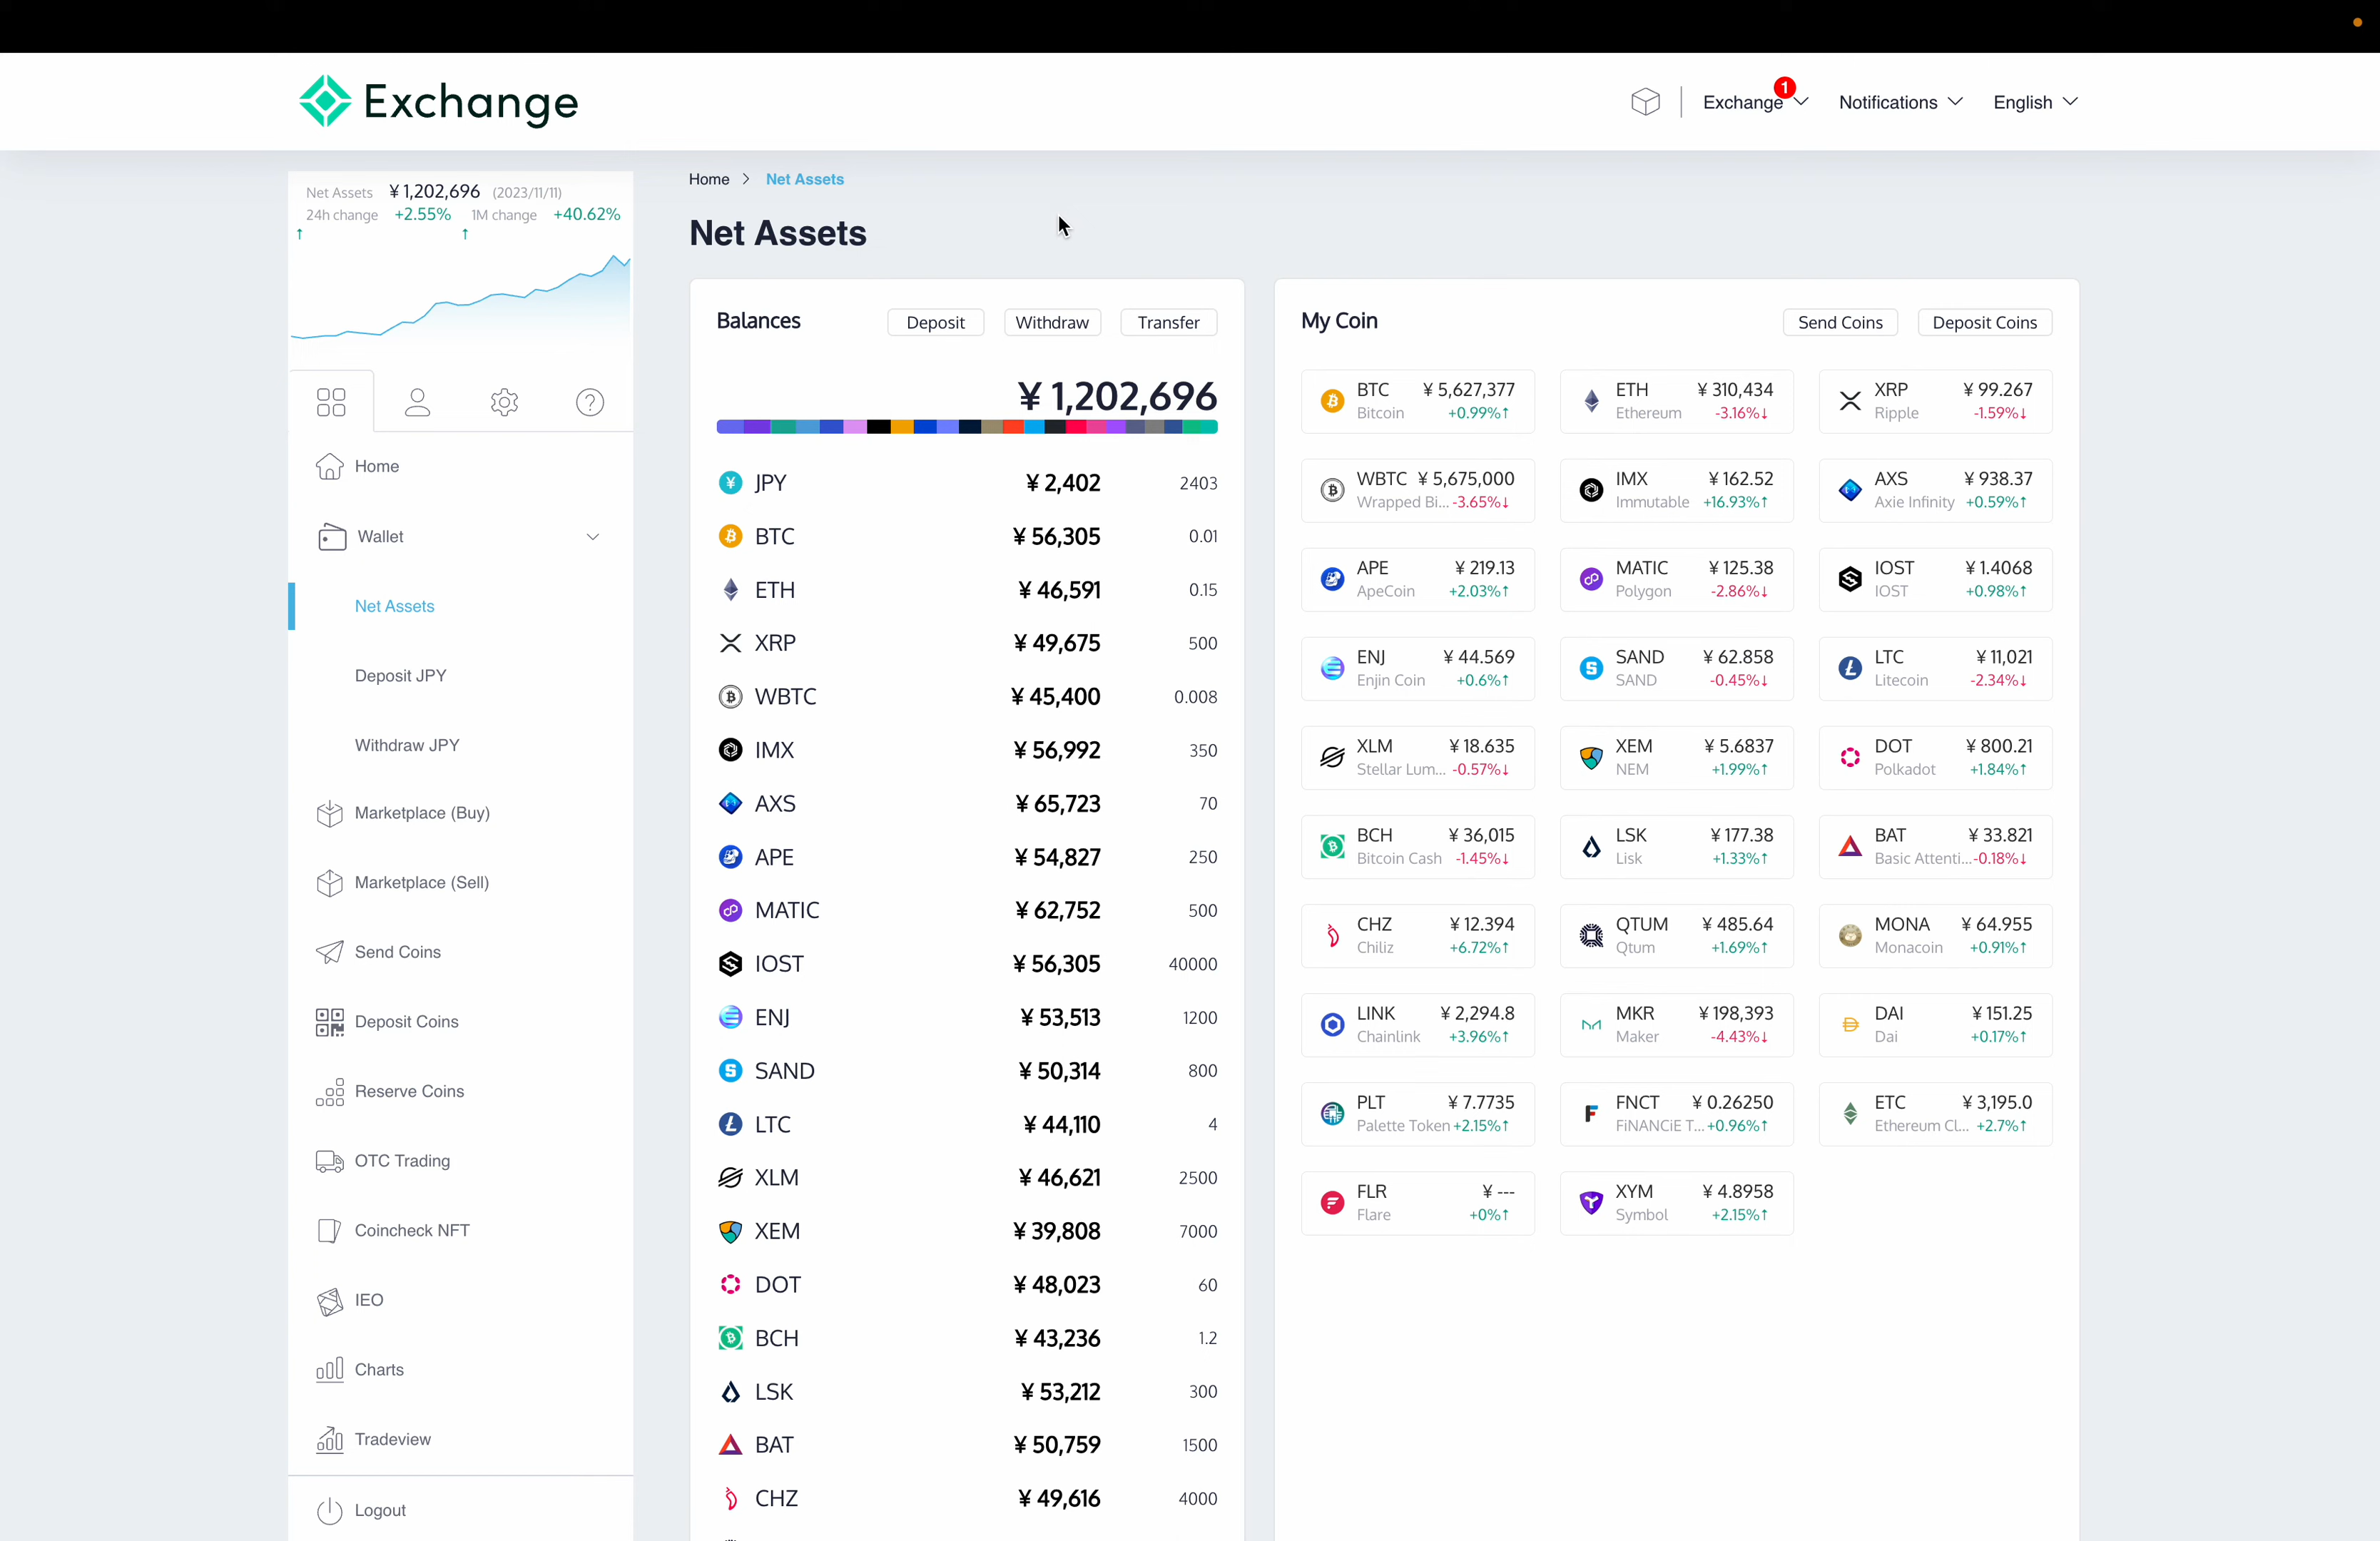 Exchange
1
Exchange
Notifications
English
Net Assets ¥ 1,202,696 (2023/11/11)
24h change +2.55% 1M change +40.62%
↑ ↑
Home
Wallet
Net Assets
Deposit JPY
Withdraw JPY
Marketplace (Buy)
Marketplace (Sell)
Send Coins
Deposit Coins
Reserve Coins
OTC Trading
Coincheck NFT
IEO
Charts
Tradeview
Logout
Home > Net Assets
Net Assets
Balances Deposit Withdraw Transfer
¥ 1,202,696
JPY ¥ 2,402 2403
BTC ¥ 56,305 0.01
ETH ¥ 46,591 0.15
XRP ¥ 49,675 500
WBTC ¥ 45,400 0.008
IMX ¥ 56,992 350
AXS ¥ 65,723 70
APE ¥ 54,827 250
MATIC ¥ 62,752 500
IOST ¥ 56,305 40000
ENJ ¥ 53,513 1200
SAND ¥ 50,314 800
LTC ¥ 44,110 4
XLM ¥ 46,621 2500
XEM ¥ 39,808 7000
DOT ¥ 48,023 60
BCH ¥ 43,236 1.2
LSK ¥ 53,212 300
BAT ¥ 50,759 1500
CHZ ¥ 49,616 4000
My Coin Send Coins Deposit Coins
BTC ¥ 5,627,377
Bitcoin +0.99%↑
ETH ¥ 310,434
Ethereum -3.16%↓
XRP ¥ 99.267
Ripple -1.59%↓
WBTC ¥ 5,675,000
Wrapped Bi... -3.65%↓
IMX ¥ 162.52
Immutable +16.93%↑
AXS ¥ 938.37
Axie Infinity +0.59%↑
APE ¥ 219.13
ApeCoin +2.03%↑
MATIC ¥ 125.38
Polygon -2.86%↓
IOST ¥ 1.4068
IOST +0.98%↑
ENJ ¥ 44.569
Enjin Coin +0.6%↑
SAND ¥ 62.858
SAND -0.45%↓
LTC ¥ 11,021
Litecoin -2.34%↓
XLM ¥ 18.635
Stellar Lum... -0.57%↓
XEM ¥ 5.6837
NEM +1.99%↑
DOT ¥ 800.21
Polkadot +1.84%↑
BCH ¥ 36,015
Bitcoin Cash -1.45%↓
LSK ¥ 177.38
Lisk +1.33%↑
BAT ¥ 33.821
Basic Attenti... -0.18%↓
CHZ ¥ 12.394
Chiliz +6.72%↑
QTUM ¥ 485.64
Qtum +1.69%↑
MONA ¥ 64.955
Monacoin +0.91%↑
LINK ¥ 2,294.8
Chainlink +3.96%↑
MKR ¥ 198,393
Maker -4.43%↓
DAI ¥ 151.25
Dai +0.17%↑
PLT ¥ 7.7735
Palette Token +2.15%↑
FNCT ¥ 0.26250
FiNANCiE T... +0.96%↑
ETC ¥ 3,195.0
Ethereum Cl... +2.7%↑
FLR ¥ ---
Flare +0%↑
XYM ¥ 4.8958
Symbol +2.15%↑